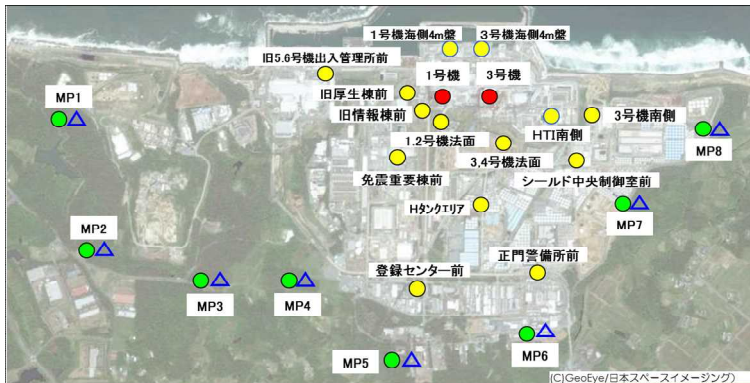 1号機海側4m盤
3号機海側4m盤
旧5.6号機出入管理所前
1号機
3号機
旧厚生棟前
旧情報棟前
MP1
HTI南側
3号機南側
MP8
1.2号機法面
3.4号機法面
免震重要棟前
シールド中央制御室前
Hタンクエリア
MP7
MP2
正門警備所前
登録センター前
MP3
MP4
MP6
MP5
(C)GeoEye/日本スペースイメージング)